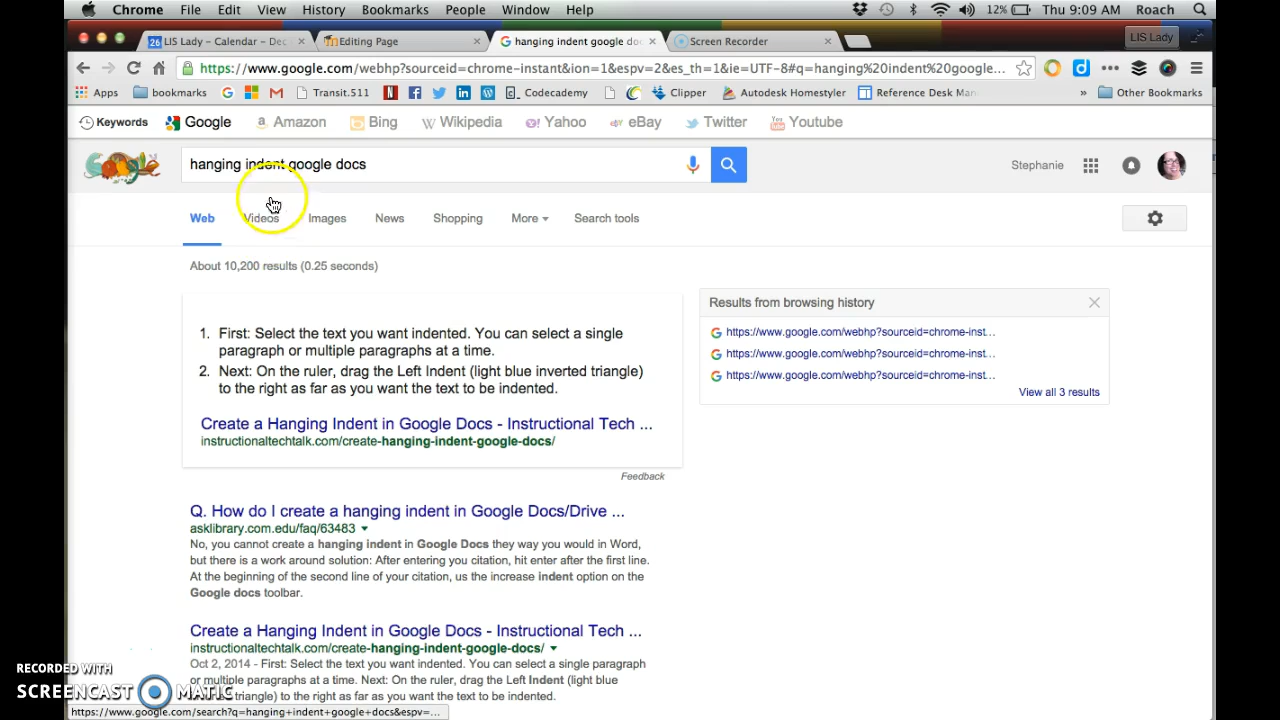 Chrome File Edit View History Bookmarks People Window Help 12% Thu 9:09 AM Roach
26 LIS Lady – Calendar – Dec × Editing Page × hanging indent google doc × Screen Recorder × LIS Lady
https://www.google.com/webhp?sourceid=chrome-instant&ion=1&espv=2&es_th=1&ie=UTF-8#q=hanging%20indent%20google...
Apps bookmarks Transit.511 Codecademy Clipper Autodesk Homestyler Reference Desk Man » Other Bookmarks
Keywords Google Amazon Bing Wikipedia Yahoo eBay Twitter Youtube
hanging indent google docs Stephanie
Web Videos Images News Shopping More Search tools
About 10,200 results (0.25 seconds)
Results from browsing history
https://www.google.com/webhp?sourceid=chrome-inst...
https://www.google.com/webhp?sourceid=chrome-inst...
https://www.google.com/webhp?sourceid=chrome-inst...
View all 3 results
1. First: Select the text you want indented. You can select a single
paragraph or multiple paragraphs at a time.
2. Next: On the ruler, drag the Left Indent (light blue inverted triangle)
to the right as far as you want the text to be indented.
Create a Hanging Indent in Google Docs - Instructional Tech ...
instructionaltechtalk.com/create-hanging-indent-google-docs/
Feedback
Q. How do I create a hanging indent in Google Docs/Drive ...
asklibrary.com.edu/faq/63483
No, you cannot create a hanging indent in Google Docs they way you would in Word,
but there is a work around solution: After entering you citation, hit enter after the first line.
At the beginning of the second line of your citation, us the increase indent option on the
Google docs toolbar.
Create a Hanging Indent in Google Docs - Instructional Tech ...
instructionaltechtalk.com/create-hanging-indent-google-docs/
Oct 2, 2014 - First: Select the text you want indented. You can select a single paragraph
or multiple paragraphs at a time. Next: On the ruler, drag the Left Indent (light blue
inverted triangle) to the right as far as you want the text to be indented.
RECORDED WITH
SCREENCAST MATIC
https://www.google.com/search?q=hanging+indent+google+docs&espv=...